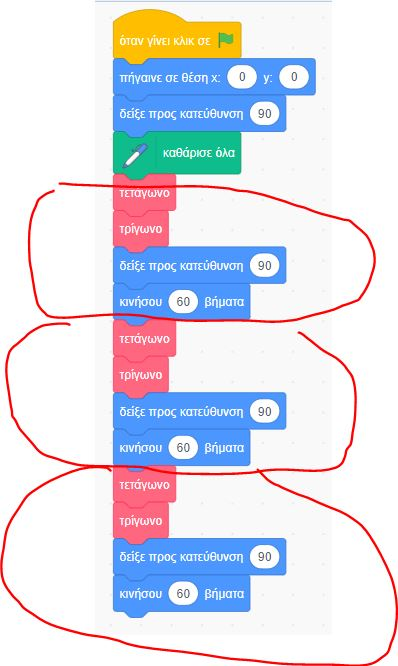 όταν γίνει κλικ σε
πήγαινε σε θέση x: 0 y: 0
δείξε προς κατεύθυνση 90
καθάρισε όλα
τετάγωνο
τρίγωνο
δείξε προς κατεύθυνση 90
κινήσου 60 βήματα
τετάγωνο
τρίγωνο
δείξε προς κατεύθυνση 90
κινήσου 60 βήματα
τετάγωνο
τρίγωνο
δείξε προς κατεύθυνση 90
κινήσου 60 βήματα